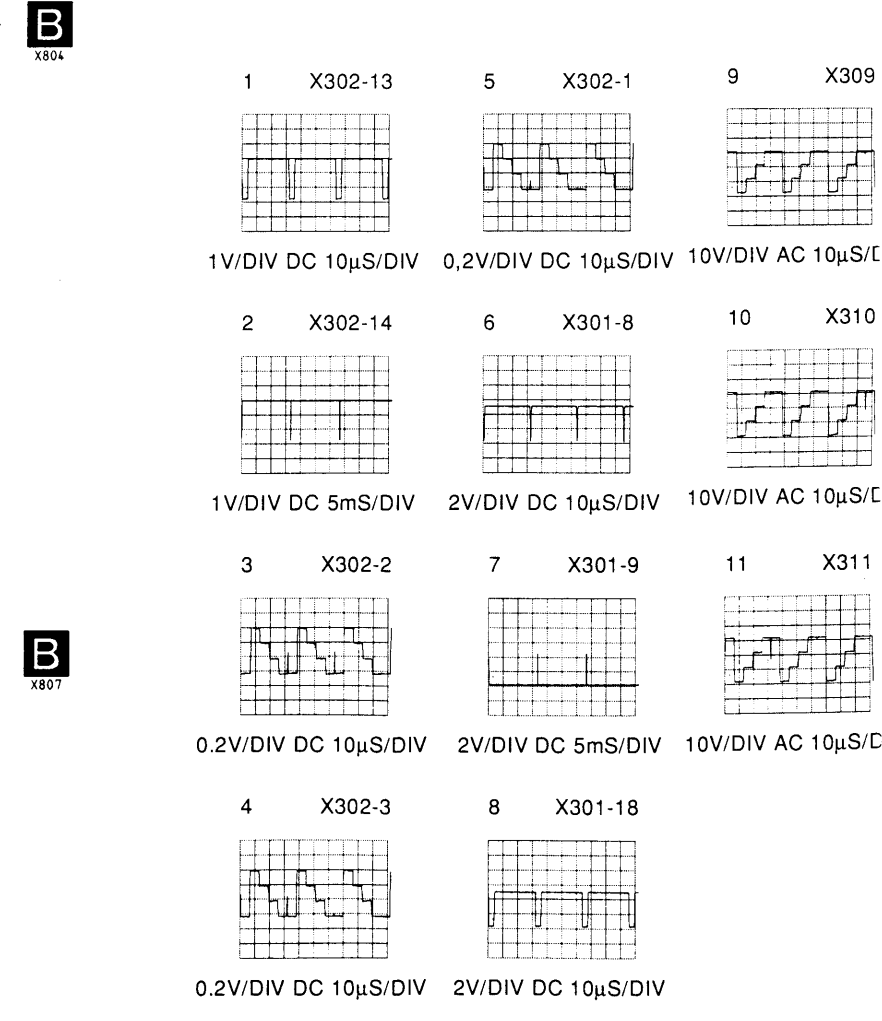 B
X804
1 X302-13
1V/DIV DC 10µS/DIV
2 X302-14
1V/DIV DC 5mS/DIV
B
X807
3 X302-2
0.2V/DIV DC 10µS/DIV
4 X302-3
0.2V/DIV DC 10µS/DIV
5 X302-1
0,2V/DIV DC 10µS/DIV
6 X301-8
2V/DIV DC 10µS/DIV
7 X301-9
2V/DIV DC 5mS/DIV
8 X301-18
2V/DIV DC 10µS/DIV
9 X309
10V/DIV AC 10µS/
10 X310
10V/DIV AC 10µS/
11 X311
10V/DIV AC 10µS/